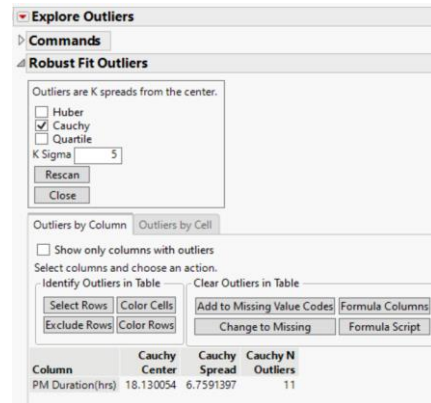 Explore Outliers
Commands
Robust Fit Outliers
Outliers are K spreads from the center.
Huber
Cauchy
Quartile
K Sigma 5
Rescan
Close
Outliers by Column Outliers by Cell
Show only columns with outliers
Select columns and choose an action.
Identify Outliers in Table Clear Outliers in Table
Select Rows Color Cells Add to Missing Value Codes Formula Columns
Exclude Rows Color Rows Change to Missing Formula Script
Cauchy Cauchy Cauchy N
Column Center Spread Outliers
PM Duration(hrs) 18.130054 6.7591397 11